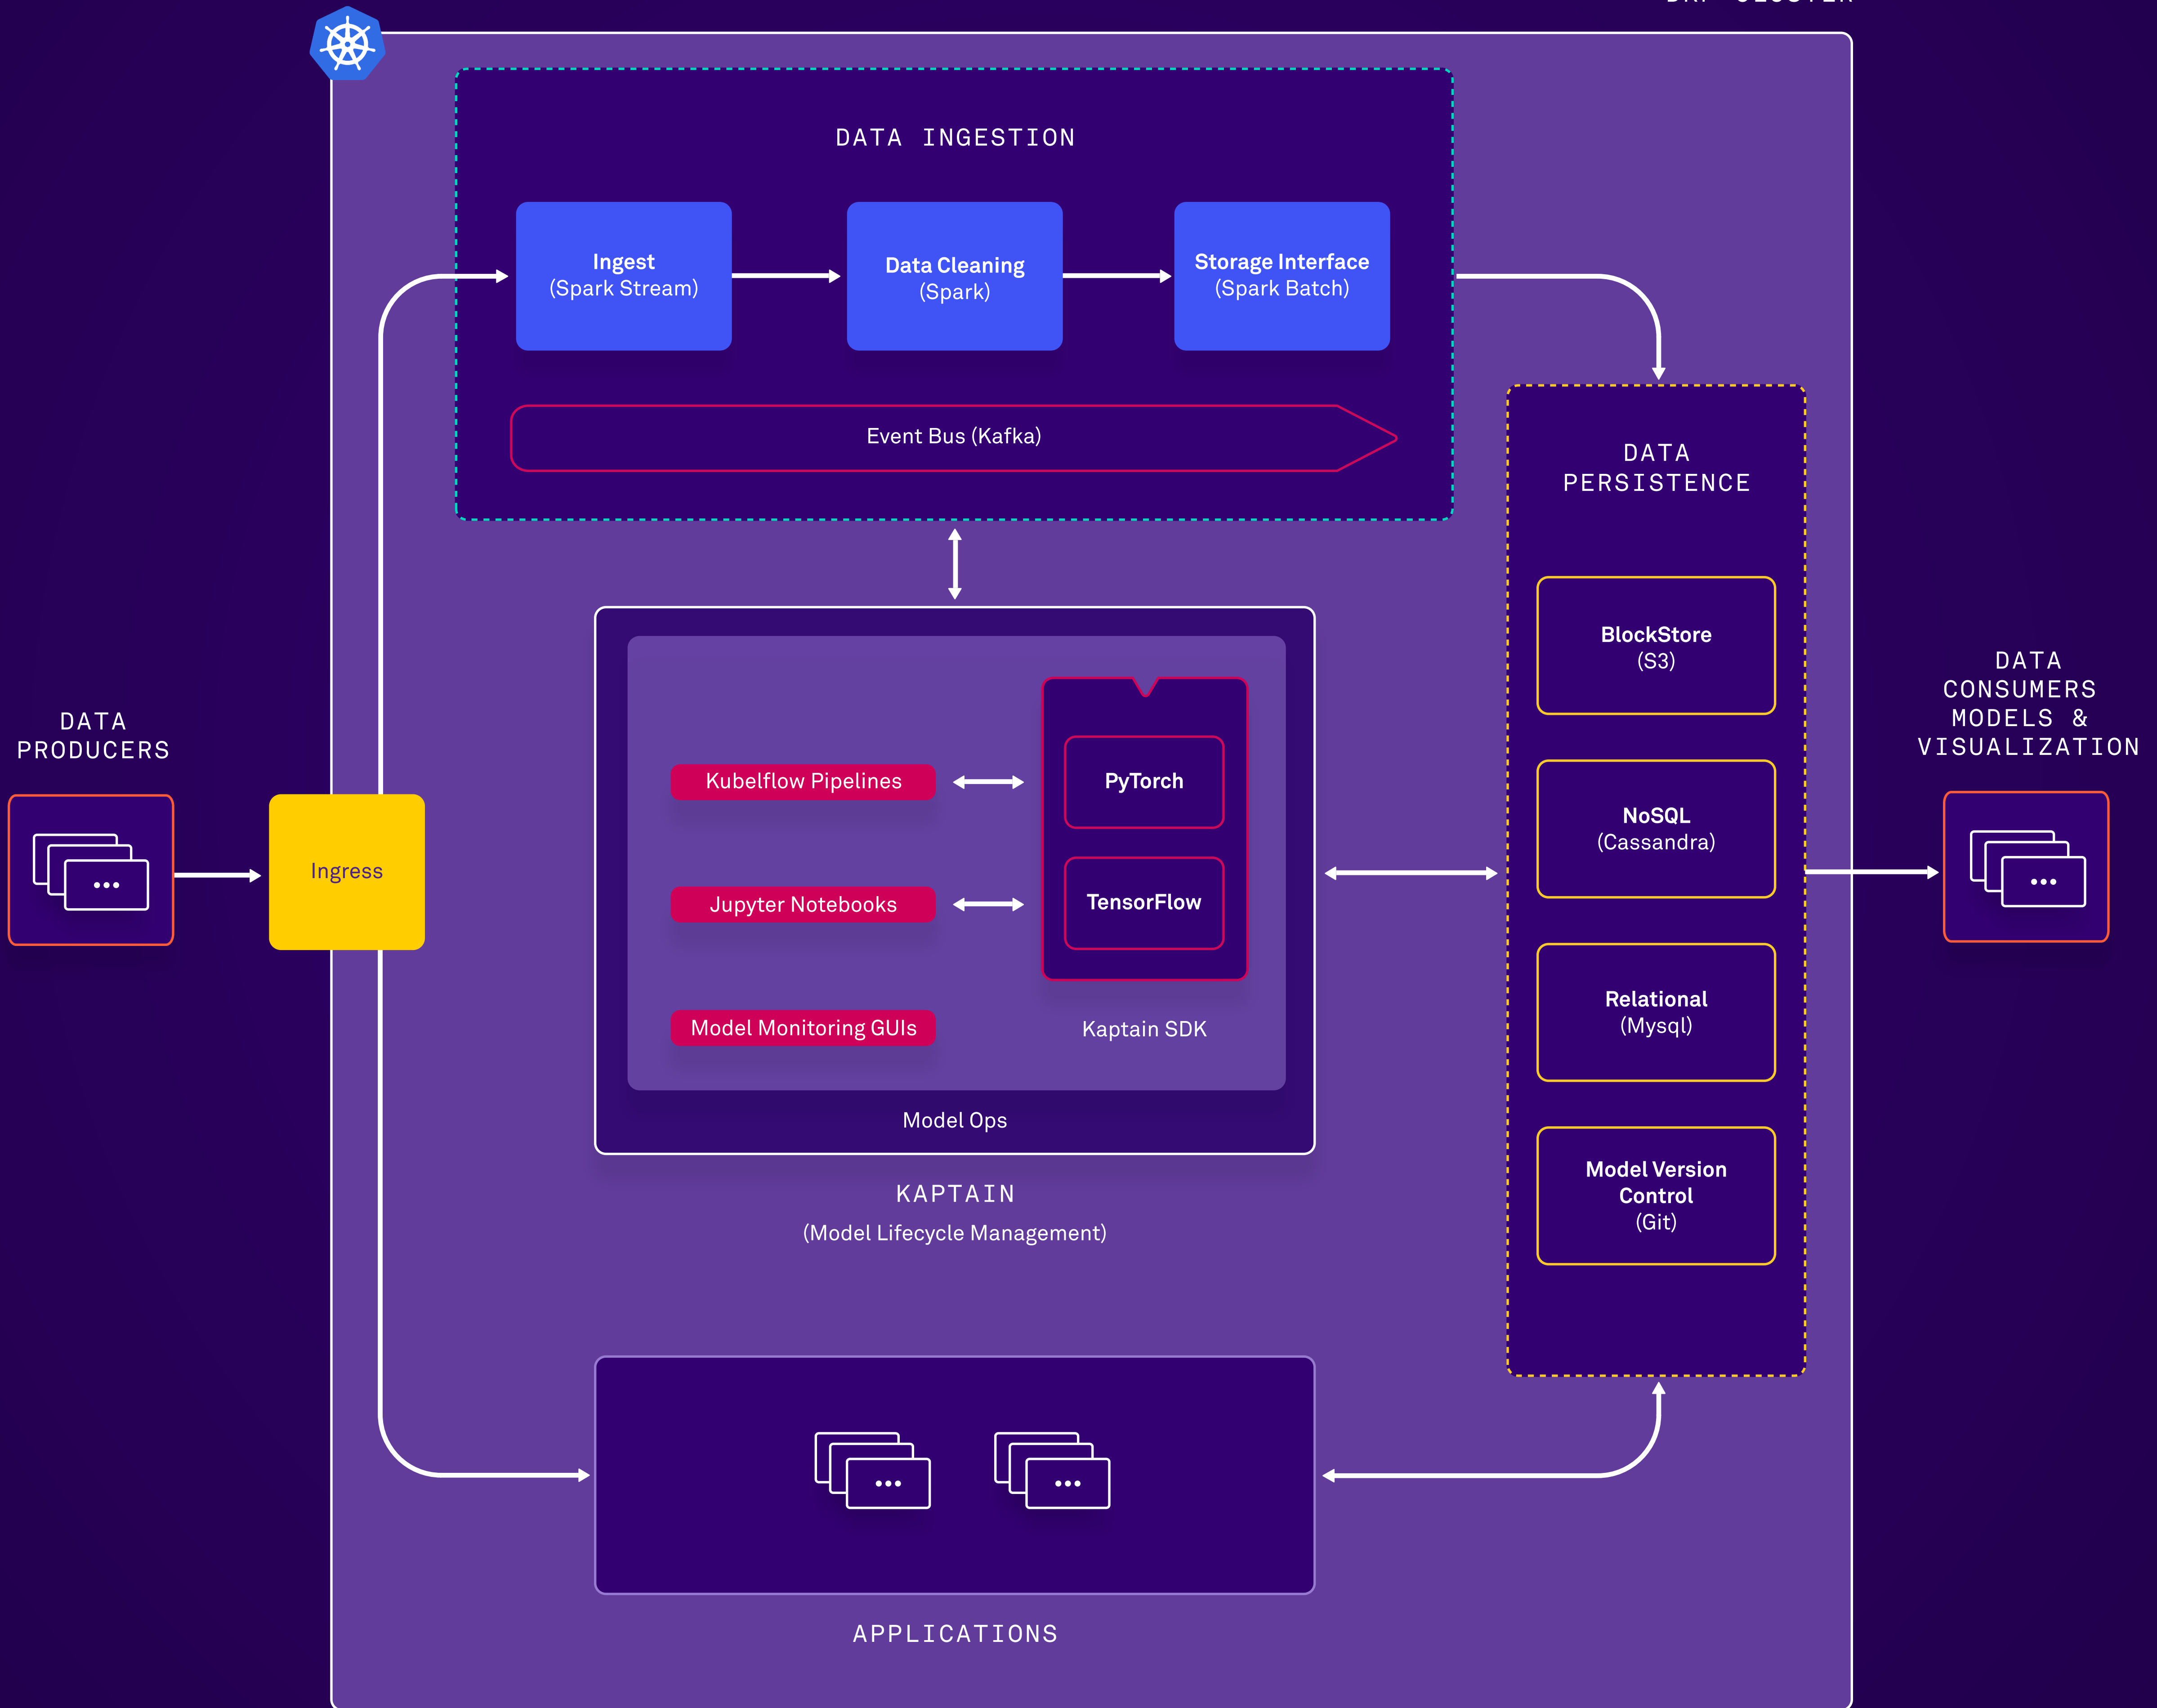 DATA INGESTION
Ingest
(Spark Stream)
Data Cleaning
(Spark)
Storage Interface
(Spark Batch)
Event Bus (Kafka)
DATA
PERSISTENCE
BlockStore
(S3)
NoSQL
(Cassandra)
Relational
(Mysql)
Model Version
Control
(Git)
DATA
PRODUCERS
Ingress
Kubelflow Pipelines
Jupyter Notebooks
Model Monitoring GUIs
PyTorch
TensorFlow
Kaptain SDK
Model Ops
KAPTAIN
(Model Lifecycle Management)
DATA
CONSUMERS
MODELS &
VISUALIZATION
APPLICATIONS